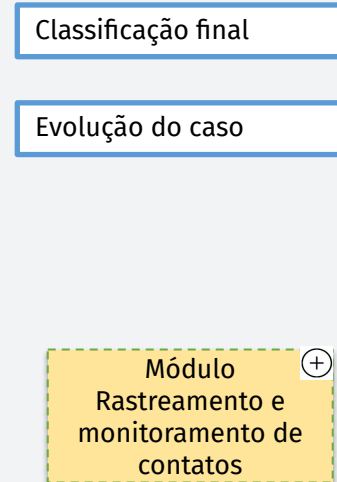 Classificação final
Evolução do caso
Módulo
Rastreamento e
monitoramento de
contatos